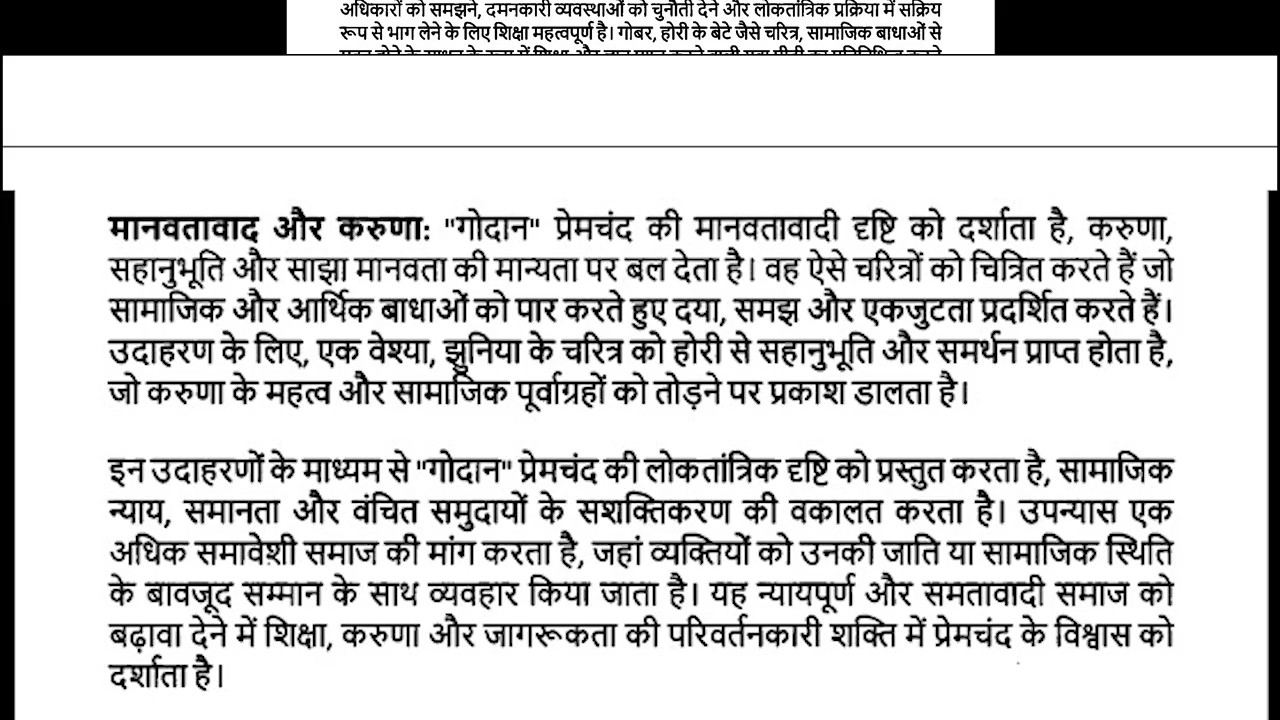 अधिकारों को समझने, दमनकारी व्यवस्थाओं को चुनौती देने और लोकतांत्रिक प्रक्रिया में सक्रिय
रूप से भाग लेने के लिए शिक्षा महत्वपूर्ण है। गोबर, होरी के बेटे जैसे चरित्र, सामाजिक बाधाओं से
मानवतावाद और करुणा: "गोदान" प्रेमचंद की मानवतावादी दृष्टि को दर्शाता है, करुणा,
सहानुभूति और साझा मानवता की मान्यता पर बल देता है। वह ऐसे चरित्रों को चित्रित करते हैं जो
सामाजिक और आर्थिक बाधाओं को पार करते हुए दया, समझ और एकजुटता प्रदर्शित करते हैं।
उदाहरण के लिए, एक वेश्या, झुनिया के चरित्र को होरी से सहानुभूति और समर्थन प्राप्त होता है,
जो करुणा के महत्व और सामाजिक पूर्वाग्रहों को तोड़ने पर प्रकाश डालता है।
इन उदाहरणों के माध्यम से "गोदान" प्रेमचंद की लोकतांत्रिक दृष्टि को प्रस्तुत करता है, सामाजिक
न्याय, समानता और वंचित समुदायों के सशक्तिकरण की वकालत करता है। उपन्यास एक
अधिक समावेशी समाज की मांग करता है, जहां व्यक्तियों को उनकी जाति या सामाजिक स्थिति
के बावजूद सम्मान के साथ व्यवहार किया जाता है। यह न्यायपूर्ण और समतावादी समाज को
बढ़ावा देने में शिक्षा, करुणा और जागरूकता की परिवर्तनकारी शक्ति में प्रेमचंद के विश्वास को
दर्शाता है।